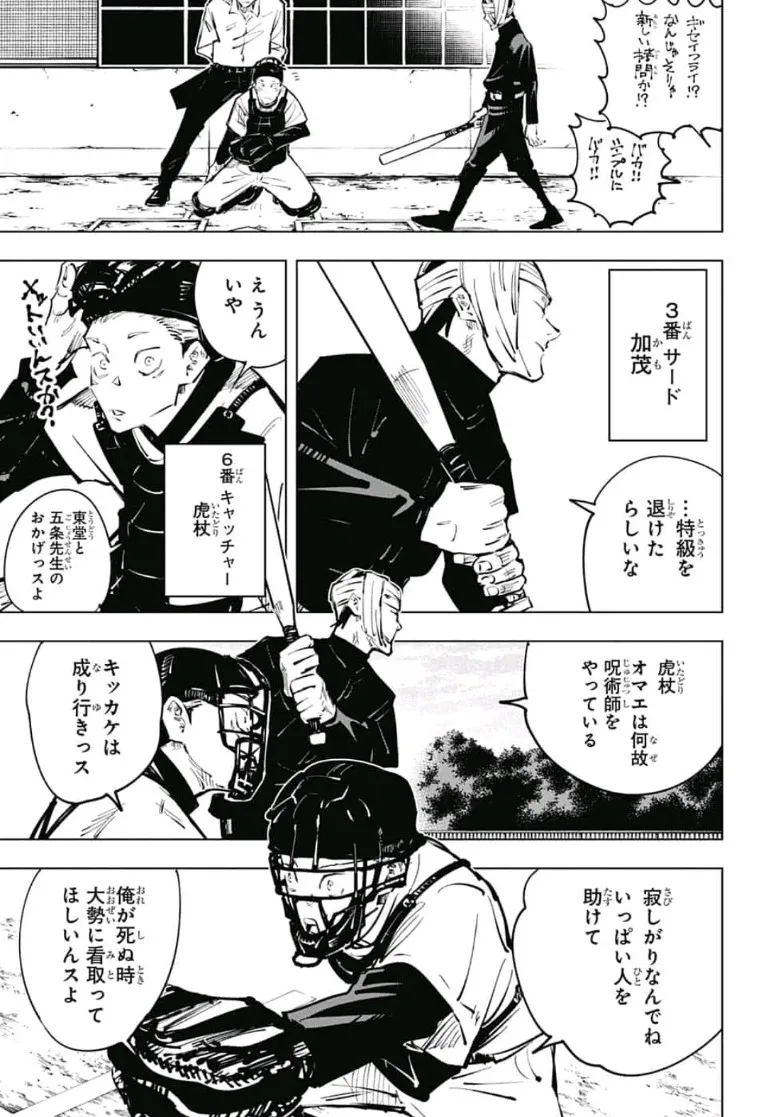 ギセイフライ!?
なんじゃそりゃ
新しい拷問か!?
バカ!!
シンプルに
バカ!!
3番 サード
加茂
…特級を
退けた
らしいな
え うん
いや
メットいいんスか?
6番 キャッチャー
虎杖
東堂と
五条先生の
おかげっスよ
虎杖
オマエは何故
呪術師を
やっている
キッカケは
成り行きっス
寂しがりなんでね
いっぱい人を
助けて
俺が死ぬ時
大勢に看取って
ほしいんスよ